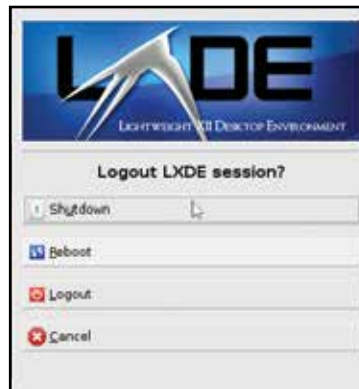 LXDE
LIGHTWEIGHT X11 DESKTOP ENVIRONMENT
Logout LXDE session?
Shutdown
Reboot
Logout
Cancel